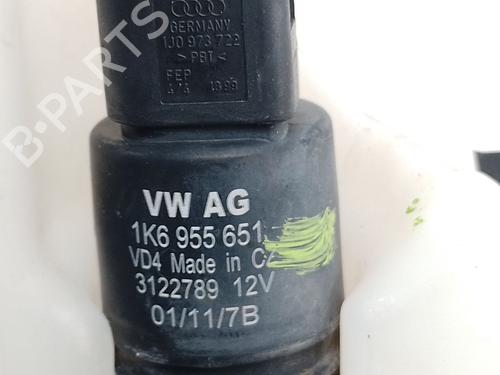 GERMANY
1J0 973 722
>PBT<
FEP
B-PARTS
VW AG
1K6 955 651
VD4 Made in
3122789 12V
01/11/7B